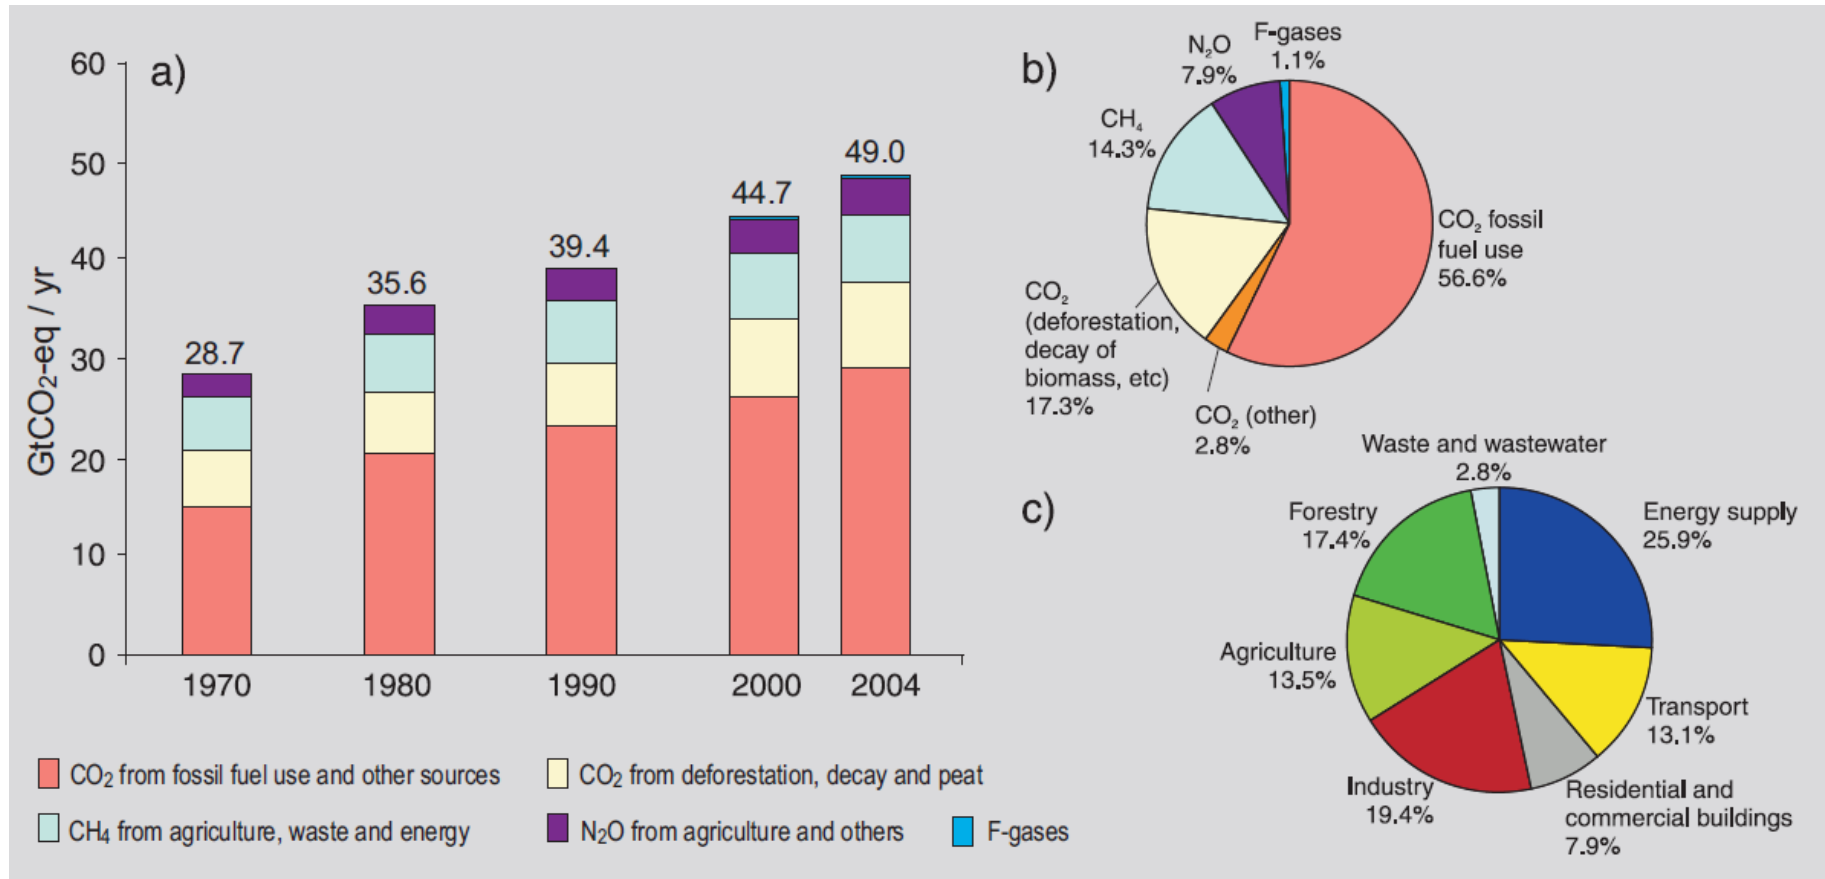 a)
60
50
40
30
20
10
0
GtCO₂-eq / yr
28.7
35.6
39.4
44.7
49.0
1970
1980
1990
2000
2004
CO₂ from fossil fuel use and other sources
CO₂ from deforestation, decay and peat
CH₄ from agriculture, waste and energy
N₂O from agriculture and others
F-gases
b)
F-gases
1.1%
N₂O
7.9%
CH₄
14.3%
CO₂ fossil
fuel use
56.6%
CO₂
(deforestation,
decay of
biomass, etc)
17.3%
CO₂ (other)
2.8%
c)
Waste and wastewater
2.8%
Forestry
17.4%
Energy supply
25.9%
Agriculture
13.5%
Transport
13.1%
Industry
19.4%
Residential and
commercial buildings
7.9%